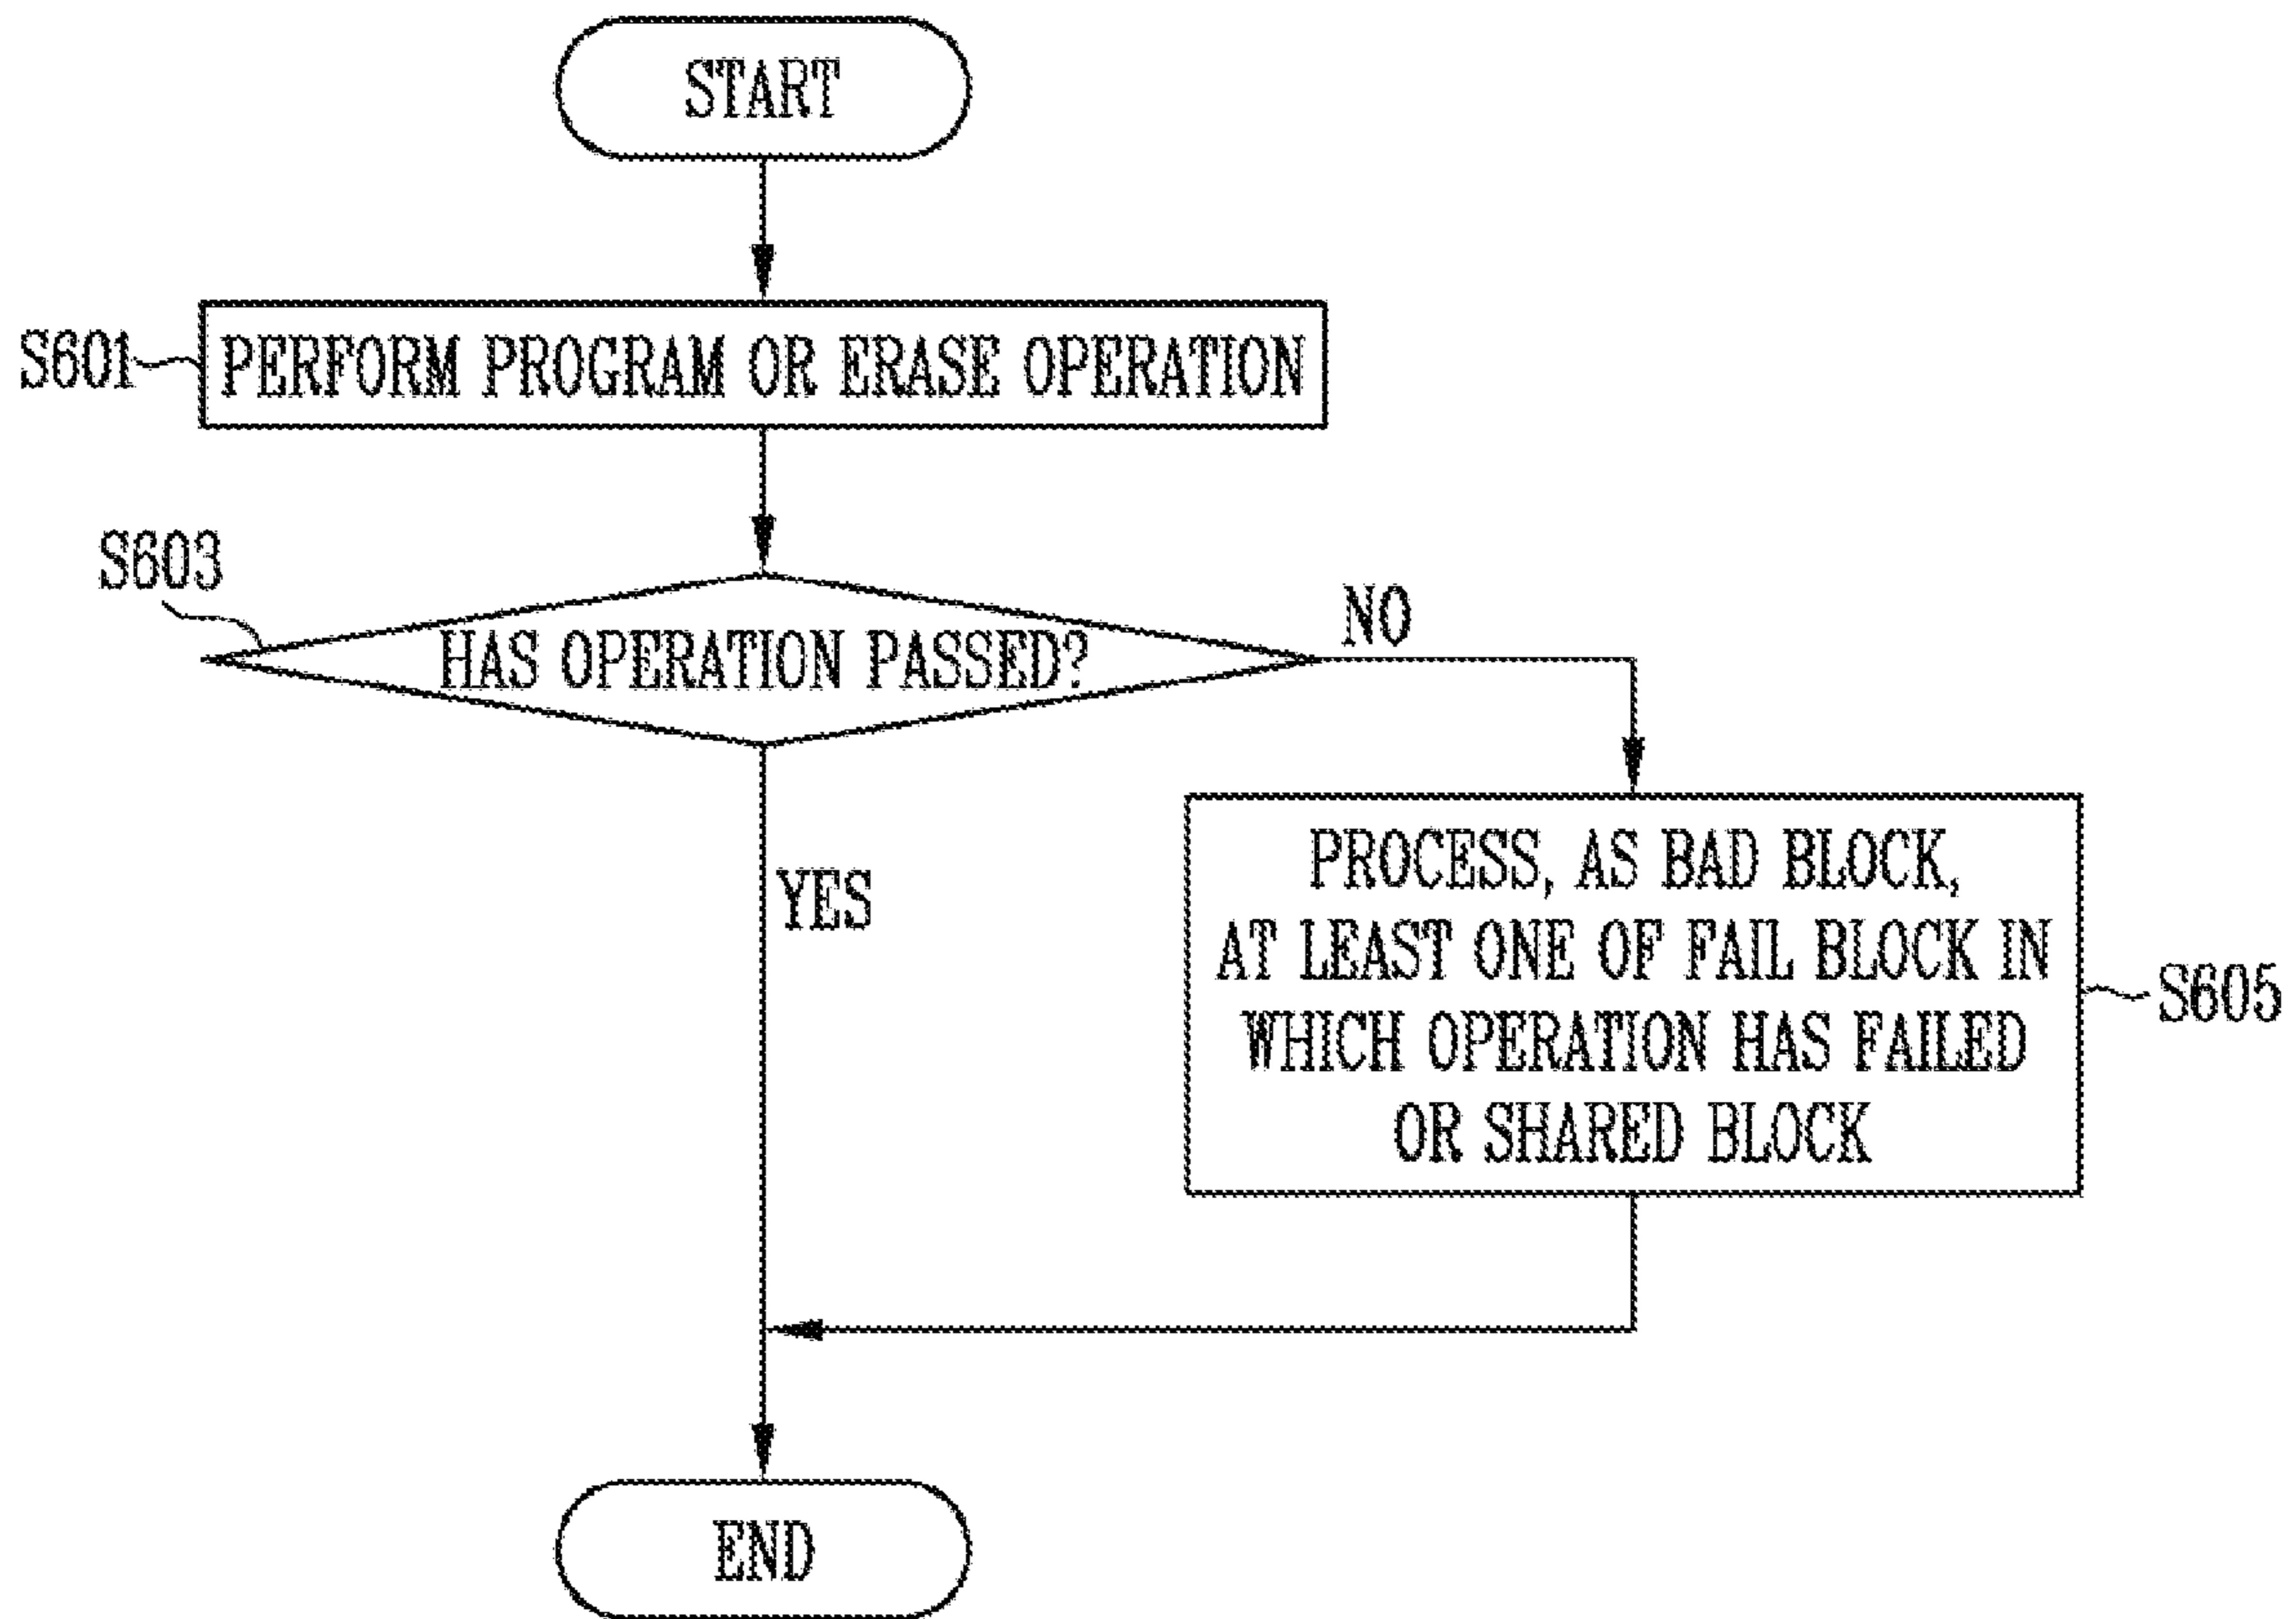 START
S601
PERFORM PROGRAM OR ERASE OPERATION
S603
HAS OPERATION PASSED?
NO
YES
PROCESS, AS BAD BLOCK,
AT LEAST ONE OF FAIL BLOCK IN
WHICH OPERATION HAS FAILED
OR SHARED BLOCK
S605
END